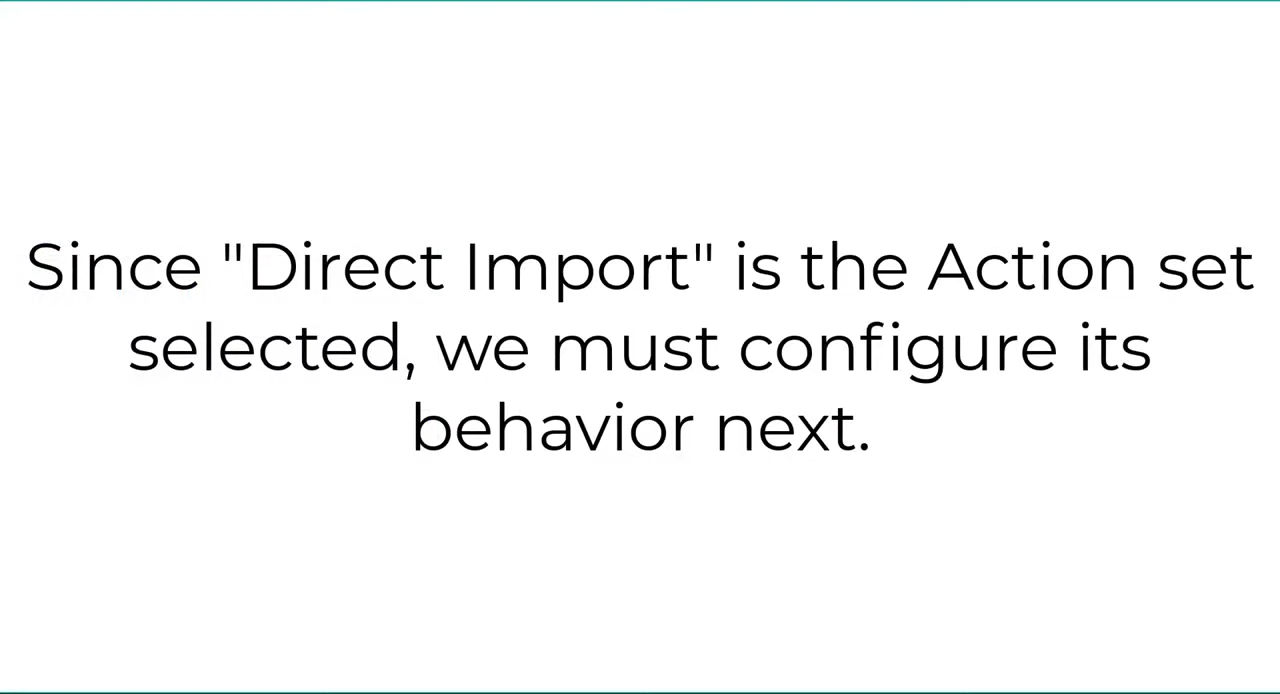 Since "Direct Import" is the Action set
selected, we must configure its
behavior next.